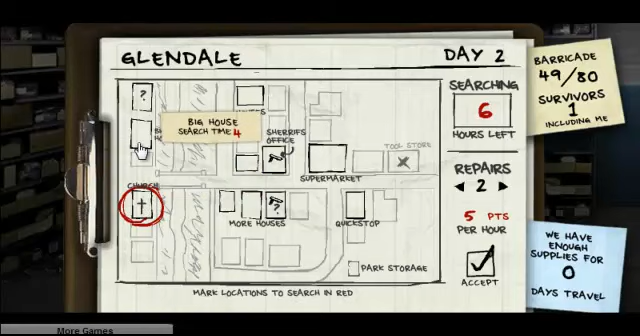 GLENDALE
DAY 2
?
BIG HOUSE
SEARCH TIME 4
SHERIFFS
OFFICE
TOOL STORE
SUPERMARKET
CHURCH
?
MORE HOUSES
QUICKSTOP
PARK STORAGE
MARK LOCATIONS TO SEARCH IN RED
SEARCHING
6
HOURS LEFT
REPAIRS
2
5 PTS
PER HOUR
ACCEPT
BARRICADE
49/80
SURVIVORS
1
INCLUDING ME
WE HAVE
ENOUGH
SUPPLIES FOR
0
DAYS TRAVEL
More Games